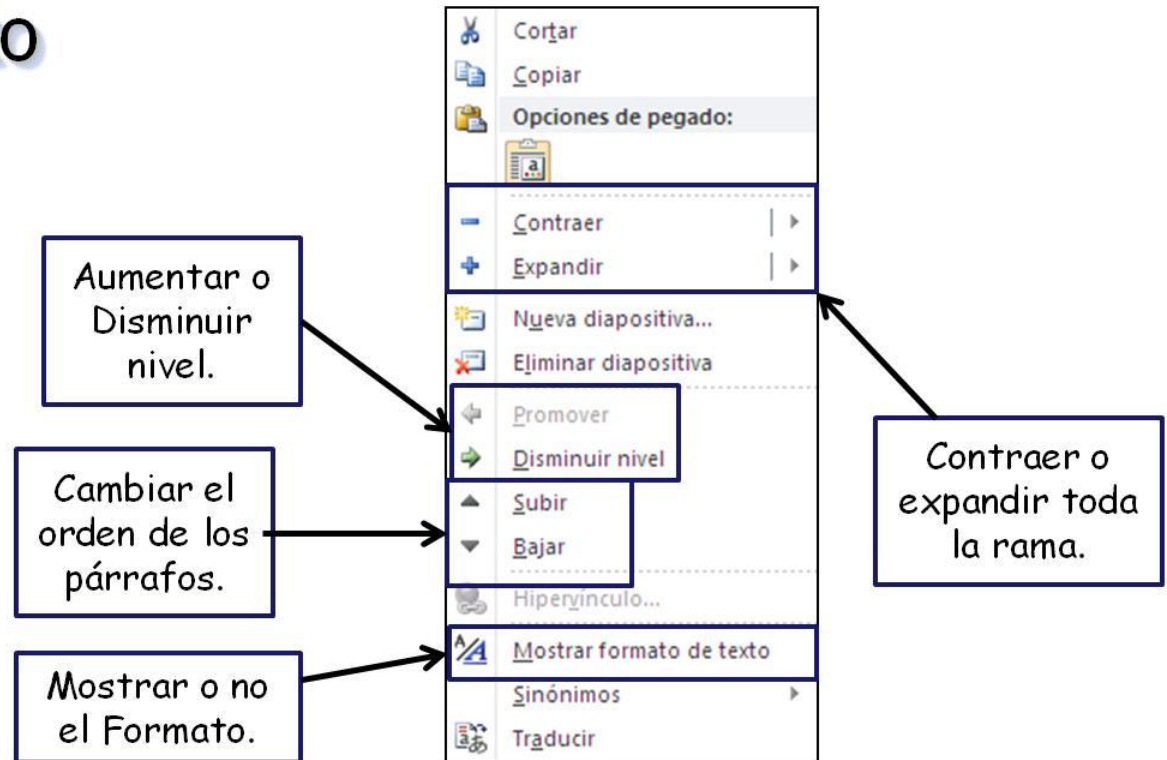 o
Cortar
Copiar
Opciones de pegado:
Contraer
Expandir
Nueva diapositiva...
Eliminar diapositiva
Promover
Disminuir nivel
Subir
Bajar
Hipervínculo...
Mostrar formato de texto
Sinónimos
Traducir
Aumentar o
Disminuir
nivel.
Cambiar el
orden de los
párrafos.
Mostrar o no
el Formato.
Contraer o
expandir toda
la rama.